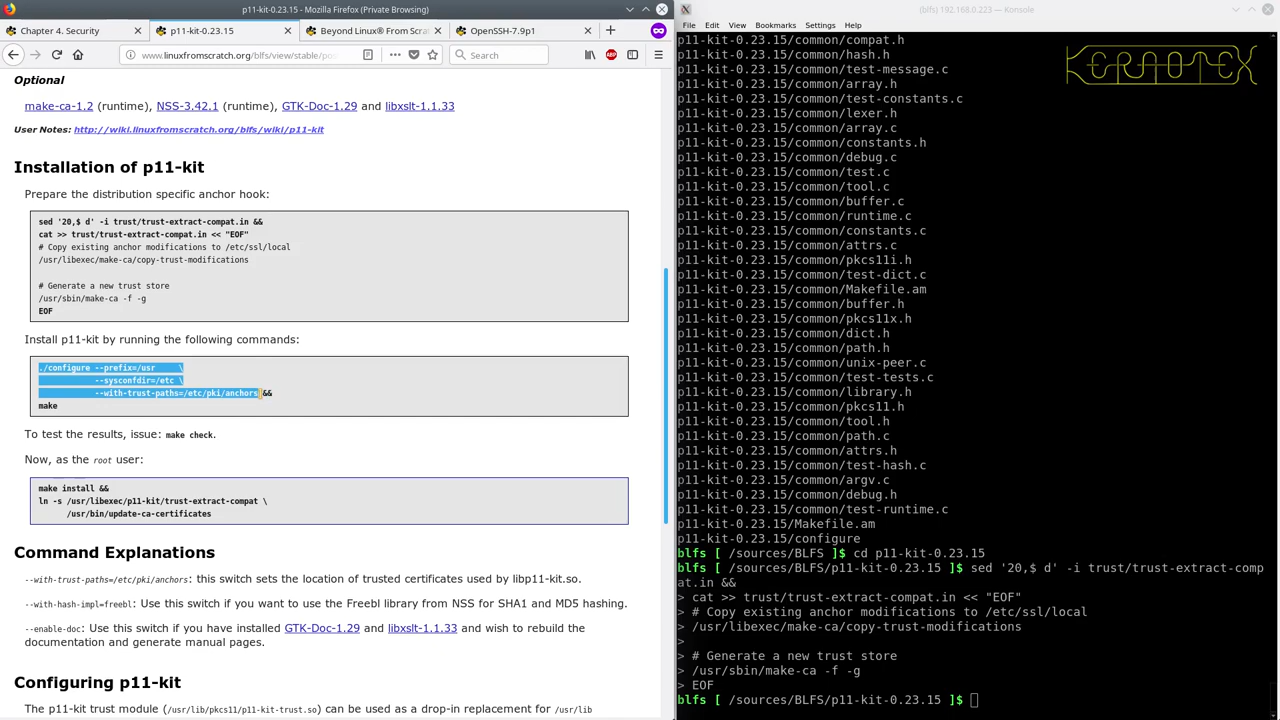 p11-kit-0.23.15 - Mozilla Firefox (Private Browsing)
Chapter 4. Security
p11-kit-0.23.15
Beyond Linux® From Scra
OpenSSH-7.9p1
www.linuxfromscratch.org/blfs/view/stable/pos
Search
Optional
make-ca-1.2 (runtime), NSS-3.42.1 (runtime), GTK-Doc-1.29 and libxslt-1.1.33
User Notes: http://wiki.linuxfromscratch.org/blfs/wiki/p11-kit
Installation of p11-kit
Prepare the distribution specific anchor hook:
sed '20,$ d' -i trust/trust-extract-compat.in &&
cat >> trust/trust-extract-compat.in << "EOF"
# Copy existing anchor modifications to /etc/ssl/local
/usr/libexec/make-ca/copy-trust-modifications
# Generate a new trust store
/usr/sbin/make-ca -f -g
EOF
Install p11-kit by running the following commands:
./configure --prefix=/usr \
--sysconfdir=/etc \
--with-trust-paths=/etc/pki/anchors &&
make
To test the results, issue: make check.
Now, as the root user:
make install &&
ln -s /usr/libexec/p11-kit/trust-extract-compat \
/usr/bin/update-ca-certificates
Command Explanations
--with-trust-paths=/etc/pki/anchors: this switch sets the location of trusted certificates used by libp11-kit.so.
--with-hash-impl=freebl: Use this switch if you want to use the Freebl library from NSS for SHA1 and MD5 hashing.
--enable-doc: Use this switch if you have installed GTK-Doc-1.29 and libxslt-1.1.33 and wish to rebuild the
documentation and generate manual pages.
Configuring p11-kit
The p11-kit trust module (/usr/lib/pkcs11/p11-kit-trust.so) can be used as a drop-in replacement for /usr/lib
(blfs) 192.168.0.223 — Konsole
File Edit View Bookmarks Settings Help
KERAOTEX
p11-kit-0.23.15/common/compat.h
p11-kit-0.23.15/common/hash.h
p11-kit-0.23.15/common/test-message.c
p11-kit-0.23.15/common/array.h
p11-kit-0.23.15/common/test-constants.c
p11-kit-0.23.15/common/lexer.h
p11-kit-0.23.15/common/array.c
p11-kit-0.23.15/common/constants.h
p11-kit-0.23.15/common/debug.c
p11-kit-0.23.15/common/test.c
p11-kit-0.23.15/common/tool.c
p11-kit-0.23.15/common/buffer.c
p11-kit-0.23.15/common/runtime.c
p11-kit-0.23.15/common/constants.c
p11-kit-0.23.15/common/attrs.c
p11-kit-0.23.15/common/pkcs11i.h
p11-kit-0.23.15/common/test-dict.c
p11-kit-0.23.15/common/Makefile.am
p11-kit-0.23.15/common/buffer.h
p11-kit-0.23.15/common/pkcs11x.h
p11-kit-0.23.15/common/dict.h
p11-kit-0.23.15/common/path.h
p11-kit-0.23.15/common/unix-peer.c
p11-kit-0.23.15/common/test-tests.c
p11-kit-0.23.15/common/library.h
p11-kit-0.23.15/common/pkcs11.h
p11-kit-0.23.15/common/tool.h
p11-kit-0.23.15/common/path.c
p11-kit-0.23.15/common/attrs.h
p11-kit-0.23.15/common/test-hash.c
p11-kit-0.23.15/common/argv.c
p11-kit-0.23.15/common/debug.h
p11-kit-0.23.15/common/test-runtime.c
p11-kit-0.23.15/Makefile.am
p11-kit-0.23.15/configure
blfs [ /sources/BLFS ]$ cd p11-kit-0.23.15
blfs [ /sources/BLFS/p11-kit-0.23.15 ]$ sed '20,$ d' -i trust/trust-extract-comp
at.in &&
> cat >> trust/trust-extract-compat.in << "EOF"
> # Copy existing anchor modifications to /etc/ssl/local
> /usr/libexec/make-ca/copy-trust-modifications
>
> # Generate a new trust store
> /usr/sbin/make-ca -f -g
> EOF
blfs [ /sources/BLFS/p11-kit-0.23.15 ]$